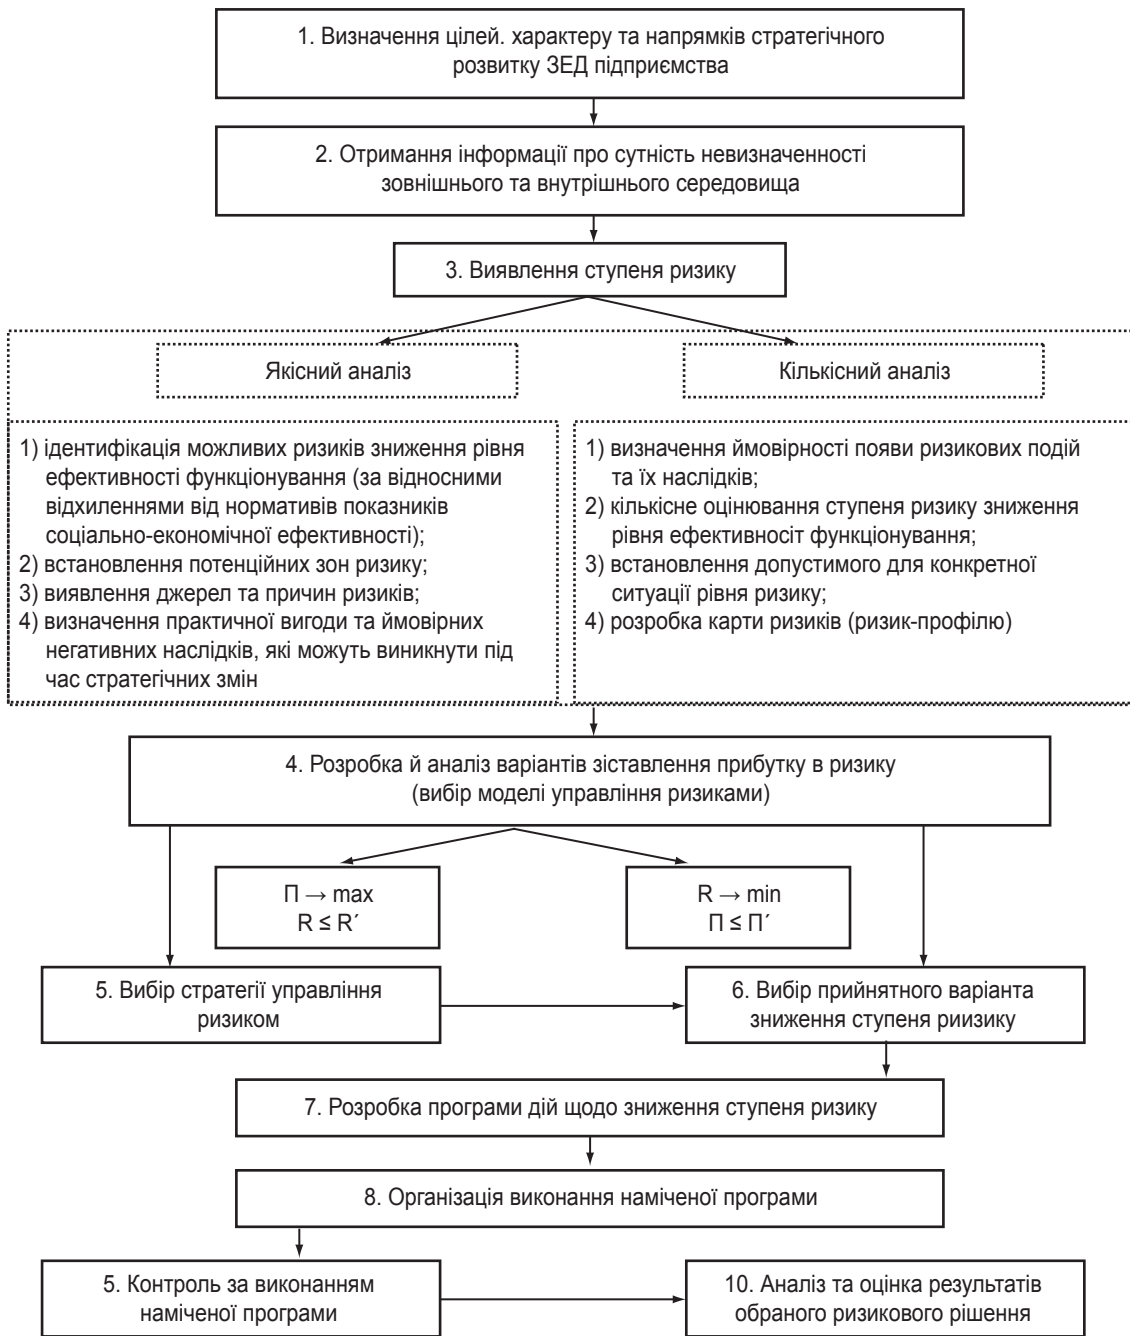 1. Визначення цілей. характеру та напрямків стратегічного
розвитку ЗЕД підприємства
2. Отримання інформації про сутність невизначенності
зовнішнього та внутрішнього середовища
3. Виявлення ступеня ризику
Якісний аналіз
Кількісний аналіз
1) ідентифікація можливих ризиків зниження рівня
ефективності функціонування (за відносними
відхиленнями від нормативів показників
соціально-економічної ефективності);
2) встановлення потенційних зон ризику;
3) виявлення джерел та причин ризиків;
4) визначення практичної вигоди та ймовірних
негативних наслідків, які можуть виникнути під
час стратегічних змін
1) визначення ймовірності появи ризикових подій
та їх наслідків;
2) кількісне оцінювання ступеня ризику зниження
рівня ефективносіт функціонування;
3) встановлення допустимого для конкретної
ситуації рівня ризику;
4) розробка карти ризиків (ризик-профілю)
4. Розробка й аналіз варіантів зіставлення прибутку в ризику
(вибір моделі управління ризиками)
П → max
R ≤ R´
R → min
П ≤ П´
5. Вибір стратегії управління
ризиком
6. Вибір прийнятного варіанта
зниження ступеня риизику
7. Розробка програми дій щодо зниження ступеня ризику
8. Організація виконання наміченої програми
5. Контроль за виконанням
наміченої програми
10. Аналіз та оцінка результатів
обраного ризикового рішення